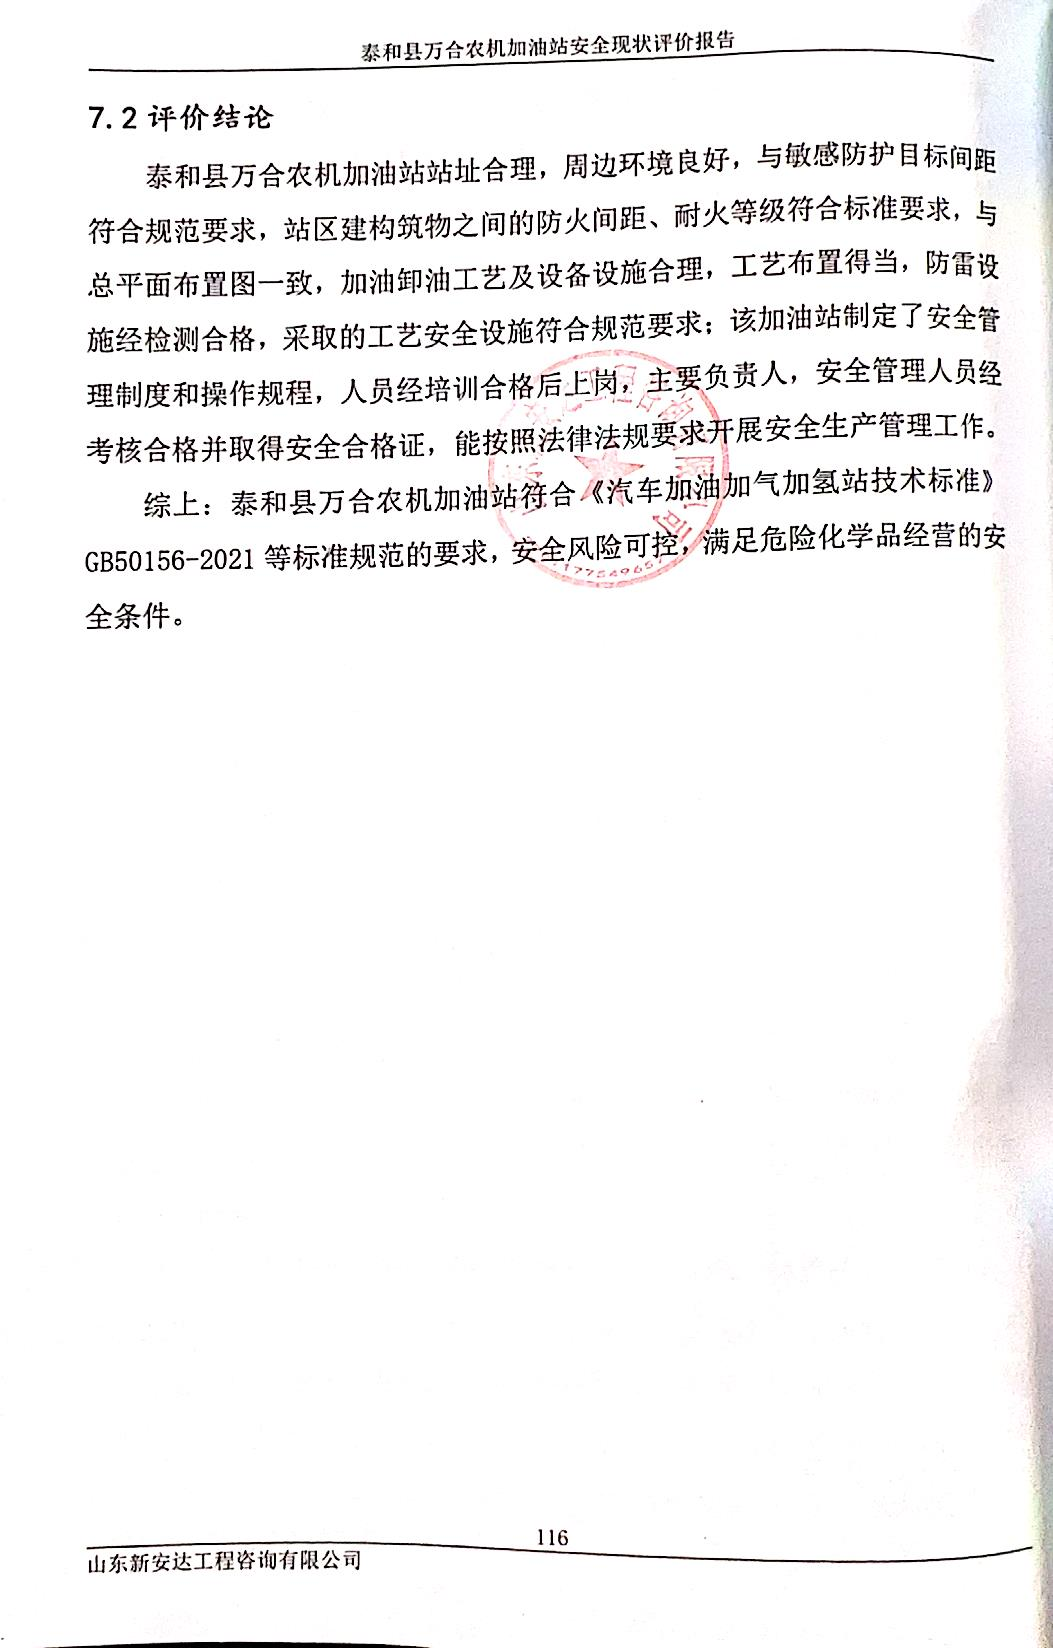 泰和县万合农机加油站安全现状评价报告
7.2 评价结论
泰和县万合农机加油站站址合理，周边环境良好，与敏感防护目标间距
符合规范要求，站区建构筑物之间的防火间距、耐火等级符合标准要求，与
总平面布置图一致，加油卸油工艺及设备设施合理，工艺布置得当，防雷设
施经检测合格，采取的工艺安全设施符合规范要求；该加油站制定了安全管
理制度和操作规程，人员经培训合格后上岗，主要负责人，安全管理人员经
考核合格并取得安全合格证，能按照法律法规要求开展安全生产管理工作。
综上：泰和县万合农机加油站符合《汽车加油加气加氢站技术标准》
GB50156-2021 等标准规范的要求，安全风险可控，满足危险化学品经营的安
全条件。
116
山东新安达工程咨询有限公司